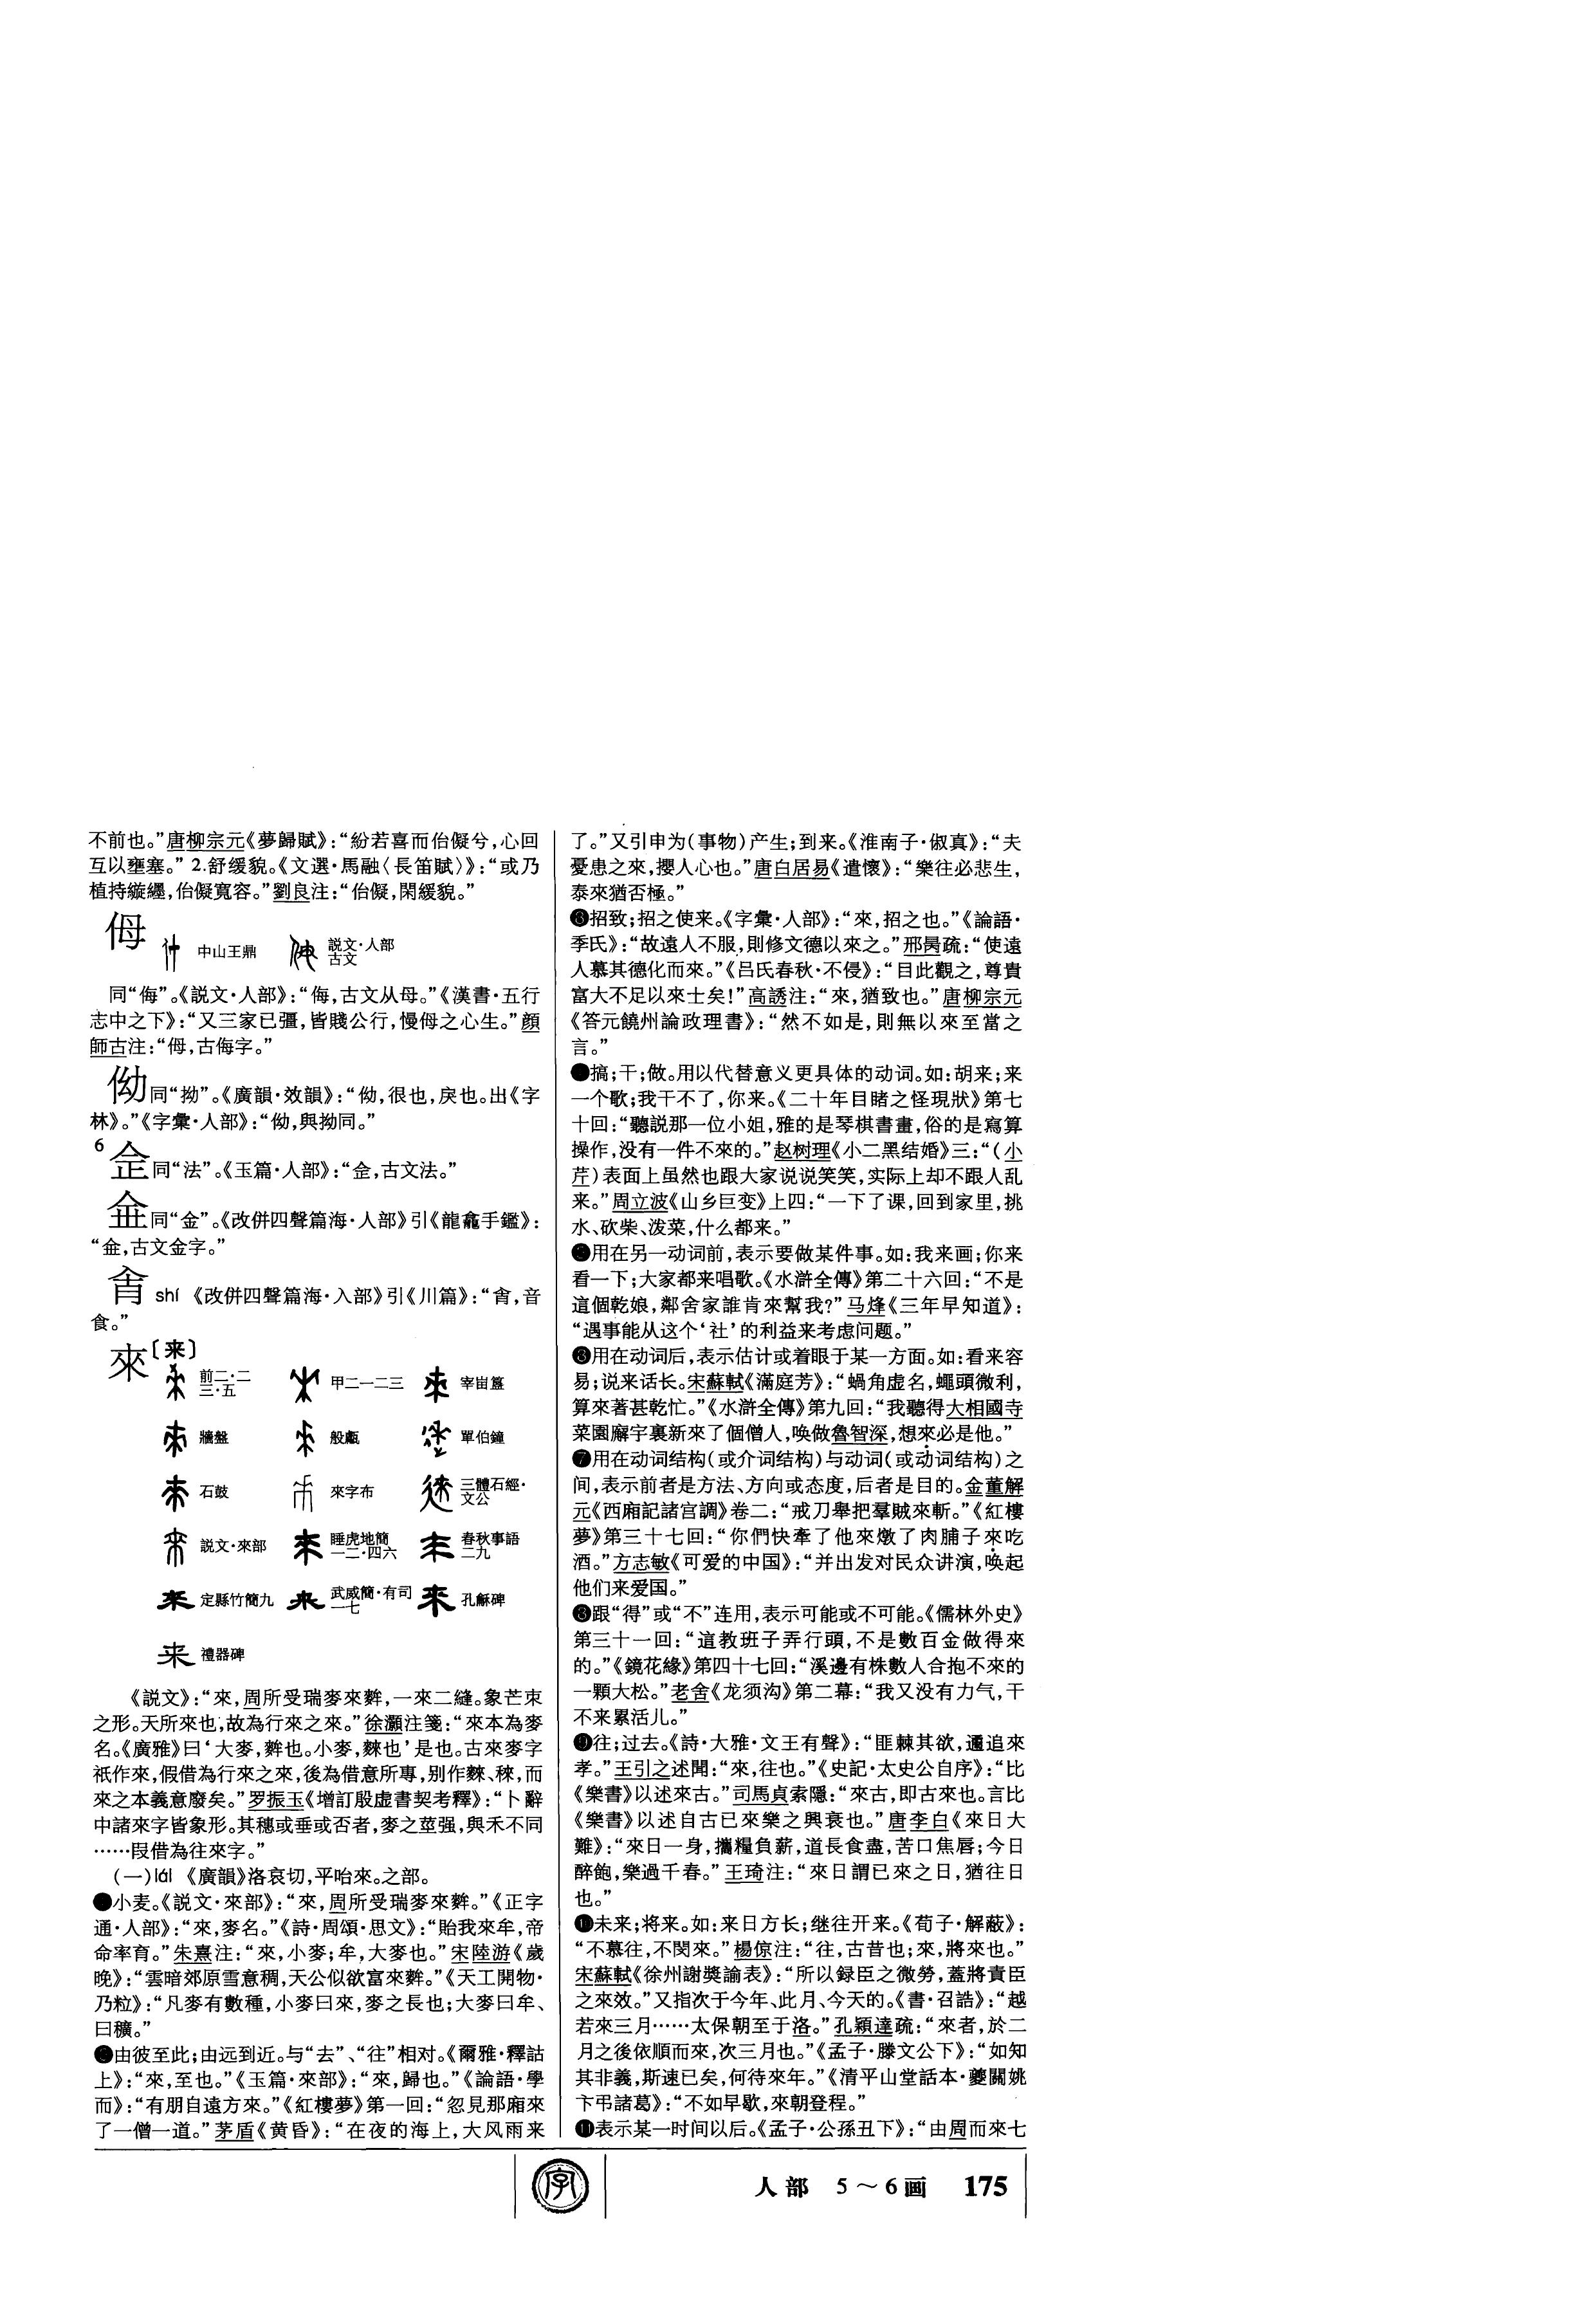 不前也。”唐柳宗元《夢歸賦》：“紛若喜而佁儗兮，心回
互以壅塞。” 2.舒缓貌。《文選·馬融〈長笛賦〉》：“或乃
植持縼纆，佁儗寬容。”劉良注：“佁儗，閑緩貌。”
㑄 中山王鼎 説文·人部
古文
同“侮”。《説文·人部》：“侮，古文从母。”《漢書·五行
志中之下》：“又三家已彊，皆賤公行，慢㑄之心生。”顔
師古注：“㑄，古侮字。”
㑃同“拗”。《廣韻·效韻》：“㑃，很也，戾也。出《字
林》。”《字彙·人部》：“㑃，與拗同。”
6
㑒同“法”。《玉篇·人部》：“，古文法。”
同“金”。《改併四聲篇海·人部》引《龍龕手鑑》：
“，古文金字。”
shí 《改併四聲篇海·入部》引《川篇》：“，音
食。”
來〔来〕
前二·二
三·五 甲二一二三 宰甾簋
牆盤 般甗 單伯鐘
石鼓 來字布 三體石經·
文公
説文·來部 睡虎地簡
一二·四六 春秋事語
二九
定縣竹簡九 武威簡·有司
一七 孔龢碑
禮器碑
《説文》：“來，周所受瑞麥來麰，一來二縫。象芒朿
之形。天所來也，故為行來之來。”徐灝注箋：“來本為麥
名。《廣雅》曰‘大麥，麰也。小麥，麳也’是也。古來麥字
衹作來，假借為行來之來，後為借意所專，别作麳、秾，而
來之本義意廢矣。”罗振玉《增訂殷虚書契考釋》：“卜辭
中諸來字皆象形。其穗或垂或否者，麥之莖强，與禾不同
……叚借為往來字。”
（一）lái 《廣韻》洛哀切，平咍來。之部。
●小麦。《説文·來部》：“來，周所受瑞麥來麰。”《正字
通·人部》：“來，麥名。”《詩·周頌·思文》：“貽我來牟，帝
命率育。”朱熹注：“來，小麥；牟，大麥也。”宋陸游《歲
晚》：“雲暗郊原雪意稠，天公似欲富來麰。”《天工開物·
乃粒》：“凡麥有數種，小麥曰來，麥之長也；大麥曰牟、
曰穬。”
❷由彼至此；由远到近。与“去”、“往”相对。《爾雅·釋詁
上》：“來，至也。”《玉篇·來部》：“來，歸也。”《論語·學
而》：“有朋自遠方來。”《紅樓夢》第一回：“忽見那廂來
了一僧一道。”茅盾《黄昏》：“在夜的海上，大风雨来
了。”又引申为（事物）产生；到来。《淮南子·俶真》：“夫
憂患之來，攖人心也。”唐白居易《遣懷》：“樂往必悲生，
泰來猶否極。”
❸招致；招之使来。《字彙·人部》：“來，招之也。”《論語·
季氏》：“故遠人不服，則修文德以來之。”邢昺疏：“使遠
人慕其德化而來。”《吕氏春秋·不侵》：“目此觀之，尊貴
富大不足以來士矣！”高誘注：“來，猶致也。”唐柳宗元
《答元饒州論政理書》：“然不如是，則無以來至當之
言。”
●搞；干；做。用以代替意义更具体的动词。如：胡来；来
一个歌；我干不了，你来。《二十年目睹之怪現狀》第七
十回：“聽説那一位小姐，雅的是琴棋書畫，俗的是寫算
操作，没有一件不來的。”赵树理《小二黑结婚》三：“（小
芹）表面上虽然也跟大家说说笑笑，实际上却不跟人乱
来。”周立波《山乡巨变》上四：“一下了课，回到家里，挑
水、砍柴、泼菜，什么都来。”
●用在另一动词前，表示要做某件事。如：我来画；你来
看一下；大家都来唱歌。《水滸全傳》第二十六回：“不是
這個乾娘，鄰舍家誰肯來幫我？”马烽《三年早知道》：
“遇事能从这个‘社’的利益来考虑问题。”
●用在动词后，表示估计或着眼于某一方面。如：看来容
易；说来话长。宋蘇軾《滿庭芳》：“蝸角虚名，蠅頭微利，
算來著甚乾忙。”《水滸全傳》第九回：“我聽得大相國寺
菜園廨宇裏新來了個僧人，唤做魯智深，想來必是他。”
❼用在动词结构（或介词结构）与动词（或动词结构）之
间，表示前者是方法、方向或态度，后者是目的。金董解
元《西廂記諸宫調》卷二：“戒刀舉把羣賊來斬。”《紅樓
夢》第三十七回：“你們快牽了他來燉了肉脯子來吃
酒。”方志敏《可爱的中国》：“并出发对民众讲演，唤起
他们来爱国。”
❽跟“得”或“不”连用，表示可能或不可能。《儒林外史》
第三十一回：“這教班子弄行頭，不是數百金做得來
的。”《鏡花緣》第四十七回：“溪邊有株數人合抱不來的
一顆大松。”老舍《龙须沟》第二幕：“我又没有力气，干
不来累活儿。”
❾往；过去。《詩·大雅·文王有聲》：“匪棘其欲，遹追來
孝。”王引之述聞：“來，往也。”《史記·太史公自序》：“比
《樂書》以述來古。”司馬貞索隱：“來古，即古來也。言比
《樂書》以述自古已來樂之興衰也。”唐李白《來日大
難》：“來日一身，攜糧負薪，道長食盡，苦口焦唇；今日
醉飽，樂過千春。”王琦注：“來日謂已來之日，猶往日
也。”
❿未来；将来。如：来日方长；继往开来。《荀子·解蔽》：
“不慕往，不閔來。”楊倞注：“往，古昔也；來，將來也。”
宋蘇軾《徐州謝獎諭表》：“所以録臣之微勞，蓋將責臣
之來效。”又指次于今年、此月、今天的。《書·召誥》：“越
若來三月……太保朝至于洛。”孔穎達疏：“來者，於二
月之後依順而來，次三月也。”《孟子·滕文公下》：“如知
其非義，斯速已矣，何待來年。”《清平山堂話本·夔關姚
卞弔諸葛》：“不如早歇，來朝登程。”
⓫表示某一时间以后。《孟子·公孫丑下》：“由周而來七
字
人部 5～6画 175